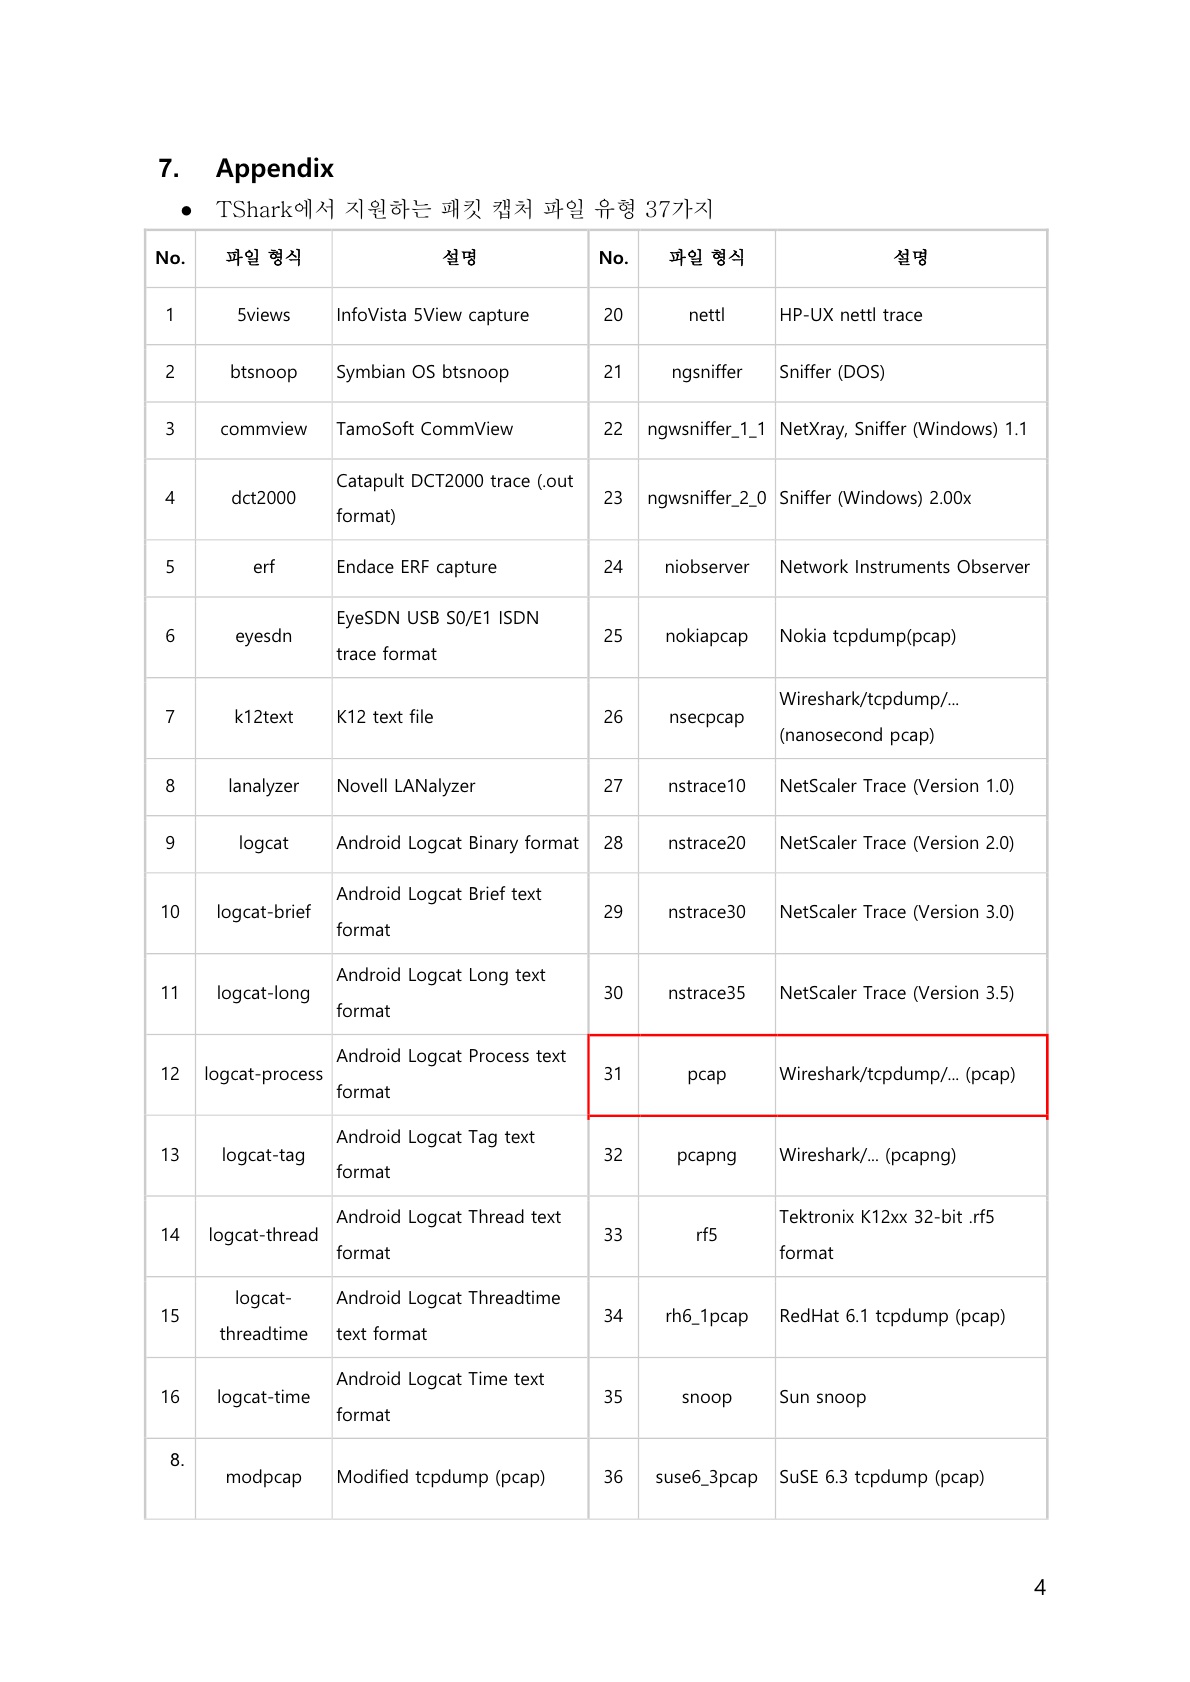 7. Appendix
● TShark에서 지원하는 패킷 캡처 파일 유형 37가지
No. 파일 형식 설명 No. 파일 형식 설명
1 5views InfoVista 5View capture 20 nettl HP-UX nettl trace
2 btsnoop Symbian OS btsnoop 21 ngsniffer Sniffer (DOS)
3 commview TamoSoft CommView 22 ngwsniffer_1_1 NetXray, Sniffer (Windows) 1.1
4 dct2000 Catapult DCT2000 trace (.out
format) 23 ngwsniffer_2_0 Sniffer (Windows) 2.00x
5 erf Endace ERF capture 24 niobserver Network Instruments Observer
6 eyesdn EyeSDN USB S0/E1 ISDN
trace format 25 nokiapcap Nokia tcpdump(pcap)
7 k12text K12 text file 26 nsecpcap Wireshark/tcpdump/...
(nanosecond pcap)
8 lanalyzer Novell LANalyzer 27 nstrace10 NetScaler Trace (Version 1.0)
9 logcat Android Logcat Binary format 28 nstrace20 NetScaler Trace (Version 2.0)
10 logcat-brief Android Logcat Brief text
format 29 nstrace30 NetScaler Trace (Version 3.0)
11 logcat-long Android Logcat Long text
format 30 nstrace35 NetScaler Trace (Version 3.5)
12 logcat-process Android Logcat Process text
format 31 pcap Wireshark/tcpdump/... (pcap)
13 logcat-tag Android Logcat Tag text
format 32 pcapng Wireshark/... (pcapng)
14 logcat-thread Android Logcat Thread text
format 33 rf5 Tektronix K12xx 32-bit .rf5
format
15 logcat-
threadtime Android Logcat Threadtime
text format 34 rh6_1pcap RedHat 6.1 tcpdump (pcap)
16 logcat-time Android Logcat Time text
format 35 snoop Sun snoop
8. modpcap Modified tcpdump (pcap) 36 suse6_3pcap SuSE 6.3 tcpdump (pcap)
4